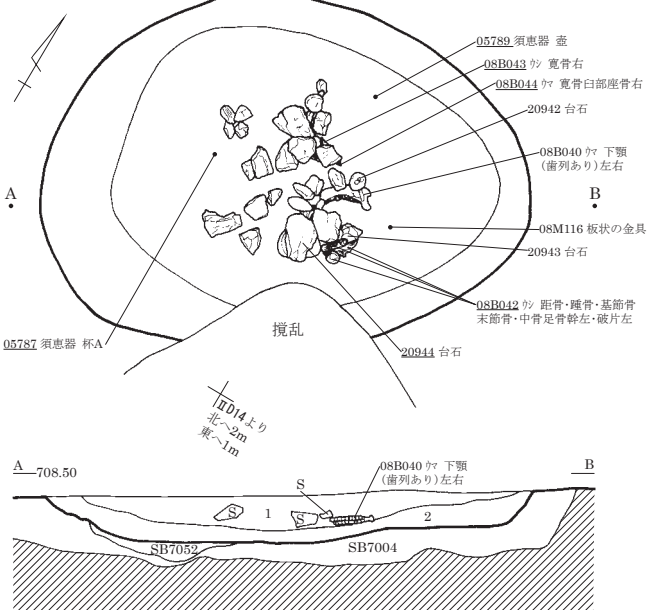 05789 須恵器 壺
08B043 ウシ 寛骨右
08B044 ウマ 寛骨臼部座骨右
20942 台石
08B040 ウマ 下顎
(歯列あり)左右
A
B
08M116 板状の金具
20943 台石
08B042 ウシ 距骨・踵骨・基節骨
末節骨・中骨足骨幹左・破片左
撹乱
05787 須恵器 杯A
20944 台石
ⅡD14より
北へ2m
東へ1m
A
708.50
B
08B040 ウマ 下顎
(歯列あり)左右
S
S
1
S
2
SB7052
SB7004